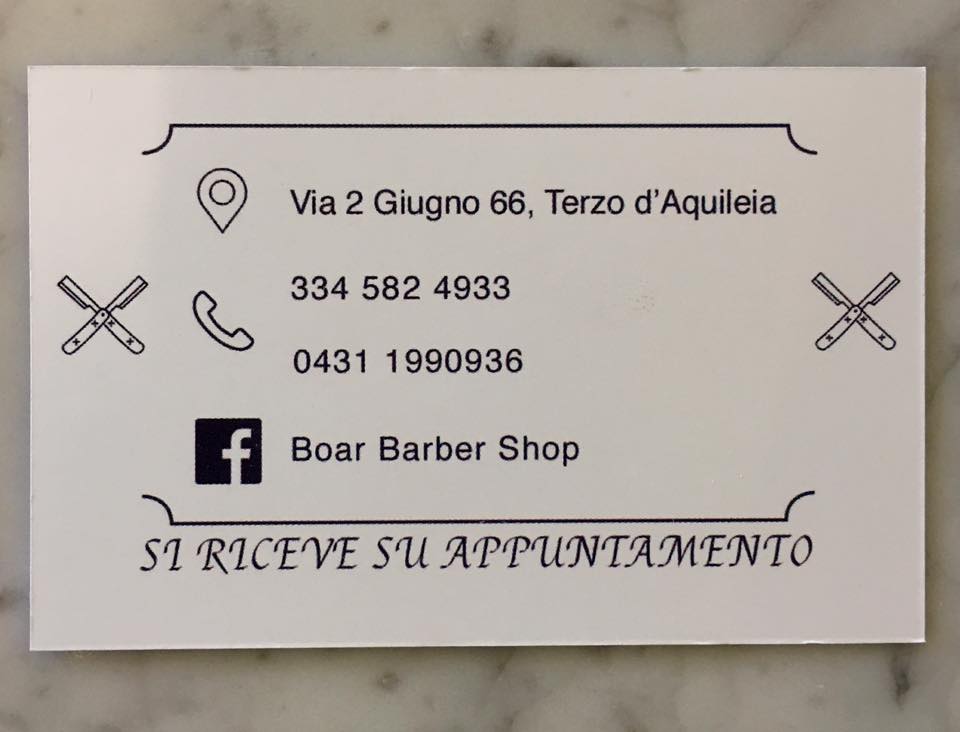 Via 2 Giugno 66, Terzo d'Aquileia
334 582 4933
0431 1990936
f Boar Barber Shop
SI RICEVE SU APPUNTAMENTO